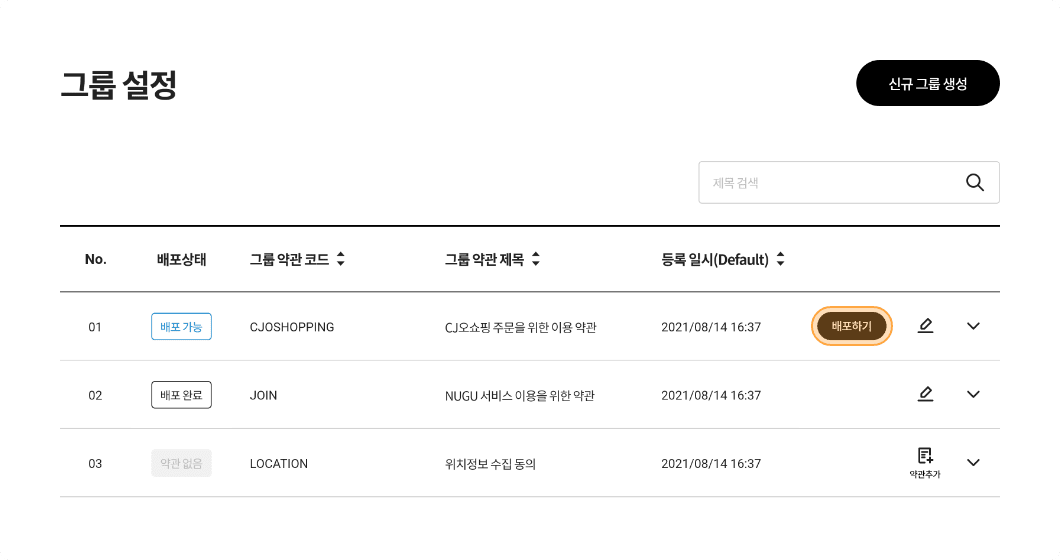 그룹 설정
신규 그룹 생성
제목 검색
No. 배포상태 그룹 약관 코드 그룹 약관 제목 등록 일시(Default)
01 배포 가능 CJOSHOPPING CJ오쇼핑 주문을 위한 이용 약관 2021/08/14 16:37 배포하기
02 배포 완료 JOIN NUGU 서비스 이용을 위한 약관 2021/08/14 16:37
03 약관 없음 LOCATION 위치정보 수집 동의 2021/08/14 16:37 약관추가